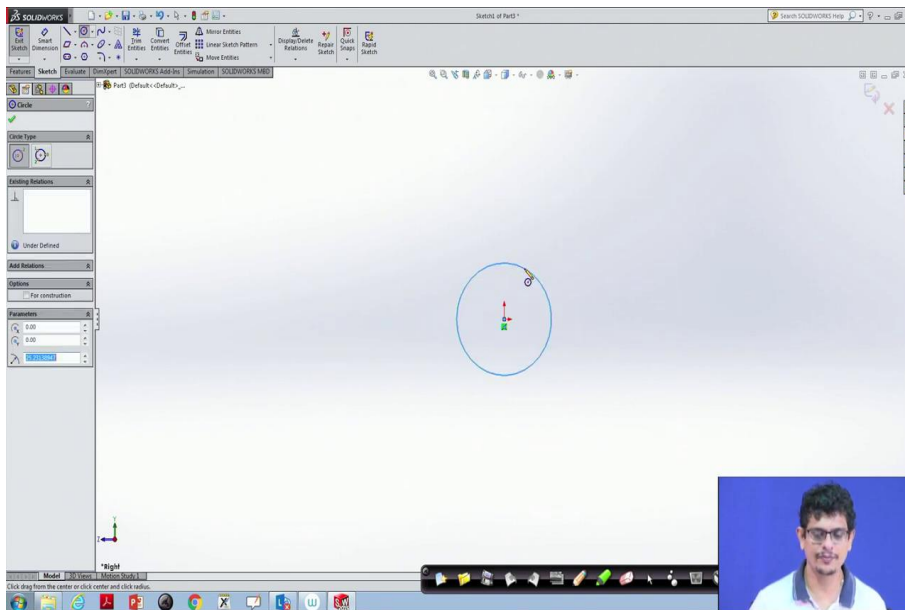 SOLIDWORKS
Sketch1 of Part3 *
Search SOLIDWORKS Help
Exit Sketch
Smart Dimension
Trim Entities
Convert Entities
Offset Entities
Mirror Entities
Linear Sketch Pattern
Move Entities
Display/Delete Relations
Repair Sketch
Quick Snaps
Rapid Sketch
Features
Sketch
Evaluate
DimXpert
SOLIDWORKS Add-Ins
Simulation
SOLIDWORKS MBD
Part3 (Default<<Default>_...
Circle
?
Circle Type
Existing Relations
Under Defined
Add Relations
Options
For construction
Parameters
0.00
0.00
Y
Z
*Right
Model
3D Views
Motion Study 1
Click drag from the center or click center and click radius.